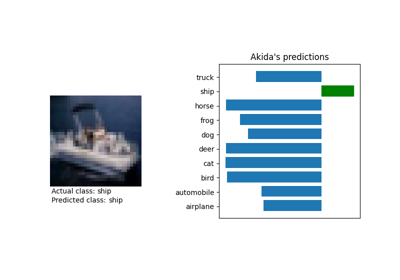 Akida's predictions
truck
ship
horse
frog
dog
deer
cat
bird
automobile
airplane
Actual class: ship
Predicted class: ship